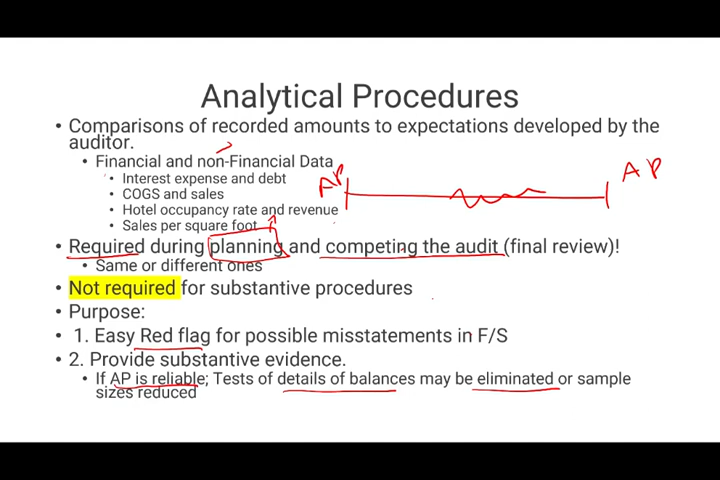 Analytical Procedures
• Comparisons of recorded amounts to expectations developed by the
auditor.
• Financial and non-Financial Data
• Interest expense and debt
• COGS and sales
• Hotel occupancy rate and revenue
• Sales per square foot
AP
AP
• Required during planning and competing the audit (final review)!
• Same or different ones
• Not required for substantive procedures
• Purpose:
• 1. Easy Red flag for possible misstatements in F/S
• 2. Provide substantive evidence.
• If AP is reliable; Tests of details of balances may be eliminated or sample
sizes reduced